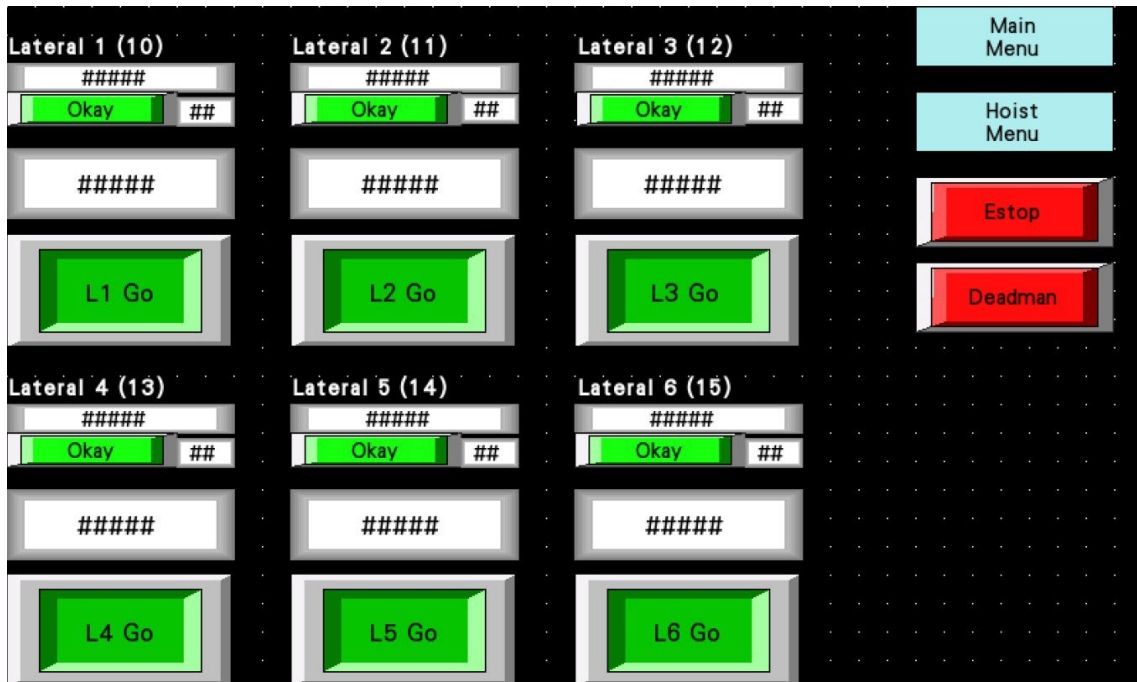 Lateral 1 (10)
#####
Okay
##
#####
L1 Go
Lateral 2 (11)
#####
Okay
##
#####
L2 Go
Lateral 3 (12)
#####
Okay
##
#####
L3 Go
Main
Menu
Hoist
Menu
Estop
Deadman
Lateral 4 (13)
#####
Okay
##
#####
L4 Go
Lateral 5 (14)
#####
Okay
##
#####
L5 Go
Lateral 6 (15)
#####
Okay
##
#####
L6 Go